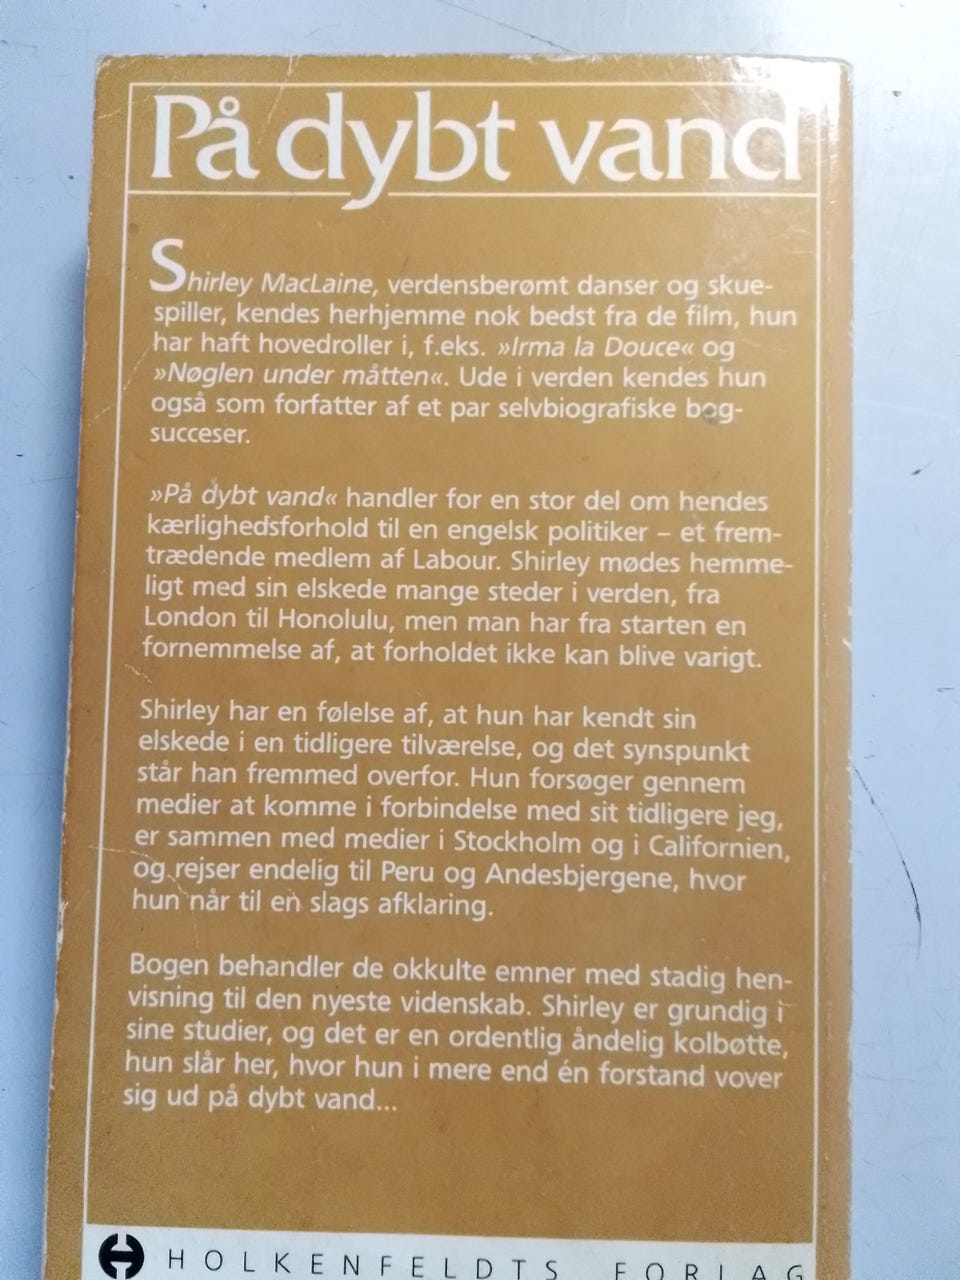 På dybt vand
Shirley MacLaine, verdensberømt danser og skue-
spiller, kendes herhjemme nok bedst fra de film, hun
har haft hovedroller i, f.eks. »Irma la Douce« og
»Nøglen under måtten«. Ude i verden kendes hun
også som forfatter af et par selvbiografiske bog-
succeser.
»På dybt vand« handler for en stor del om hendes
kærlighedsforhold til en engelsk politiker – et frem-
trædende medlem af Labour. Shirley mødes hemme-
ligt med sin elskede mange steder i verden, fra
London til Honolulu, men man har fra starten en
fornemmelse af, at forholdet ikke kan blive varigt.
Shirley har en følelse af, at hun har kendt sin
elskede i en tidligere tilværelse, og det synspunkt
står han fremmed overfor. Hun forsøger gennem
medier at komme i forbindelse med sit tidligere jeg,
er sammen med medier i Stockholm og i Californien,
og rejser endelig til Peru og Andesbjergene, hvor
hun når til en slags afklaring.
Bogen behandler de okkulte emner med stadig hen-
visning til den nyeste videnskab. Shirley er grundig i
sine studier, og det er en ordentlig åndelig kolbøtte,
hun slår her, hvor hun i mere end én forstand vover
sig ud på dybt vand...
HOLKENFELDTS FORLAG